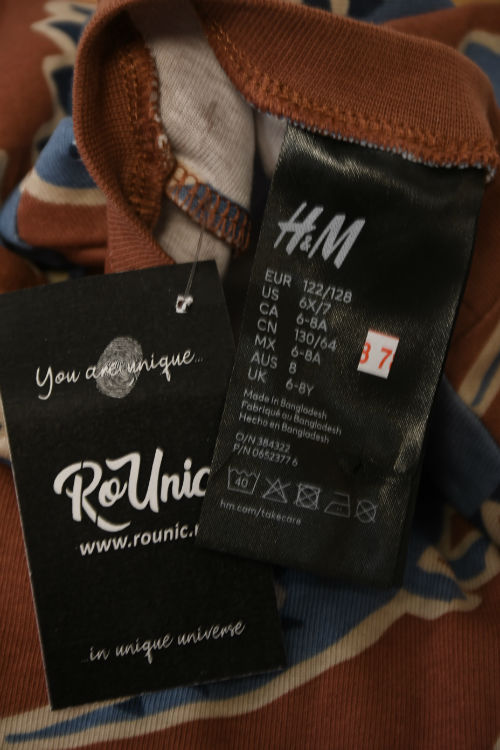 H&M
EUR 122/128
US 6X/7
CA 6-8A
CN 130/64
MX 6-8A
AUS 8
UK 6-8Y
Made in Bangladesh
Fabriqué au Bangladesh
Hecho en Bangladesh
O/N 384322
P/N 06523776
40
hm.com/takecare
37
You are unique...
RoUnic
www.rounic.
...in unique universe